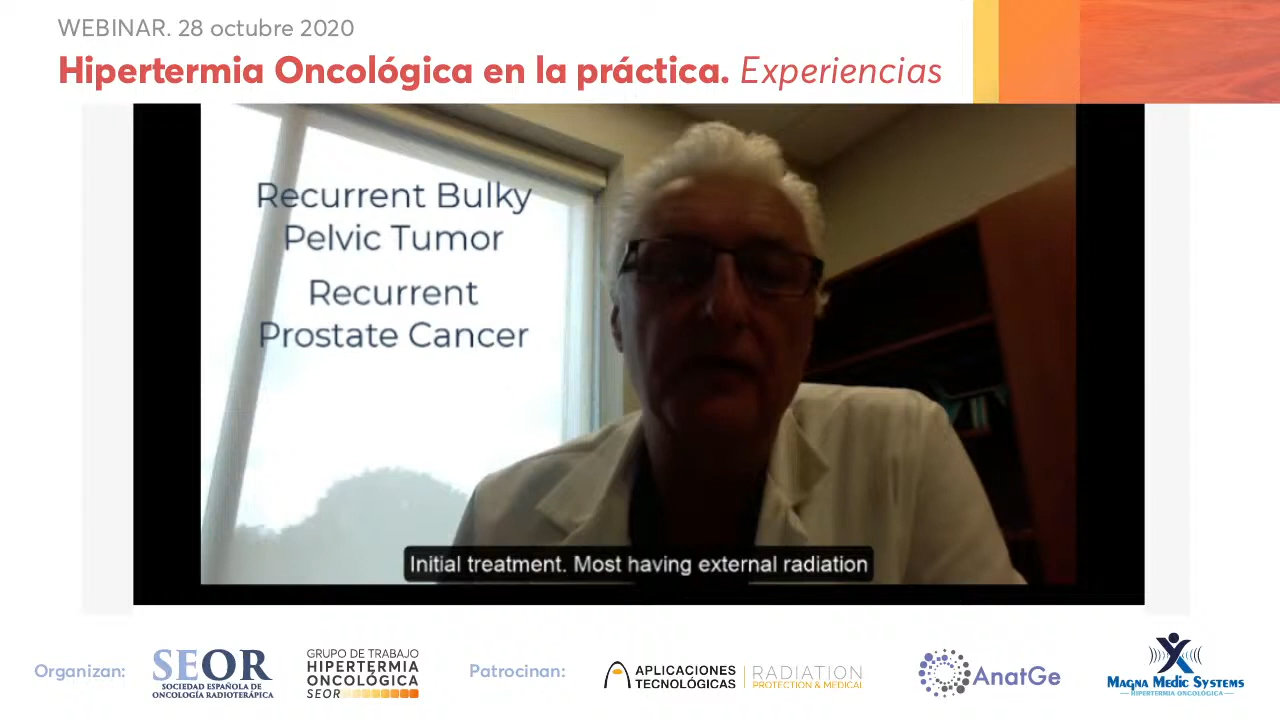 WEBINAR. 28 octubre 2020
Hipertermia Oncológica en la práctica. Experiencias
Recurrent Bulky
Pelvic Tumor
Recurrent
Prostate Cancer
Initial treatment. Most having external radiation
Organizan:
SEOR
SOCIEDAD ESPAÑOLA DE
ONCOLOGÍA RADIOTERÁPICA
GRUPO DE TRABAJO
HIPERTERMIA
ONCOLÓGICA
SEOR
Patrocinan:
APLICACIONES
TECNOLÓGICAS
RADIATION
PROTECTION & MEDICAL
AnatGe
MAGNA MEDIC SYSTEMS
HIPERTERMIA ONCOLÓGICA